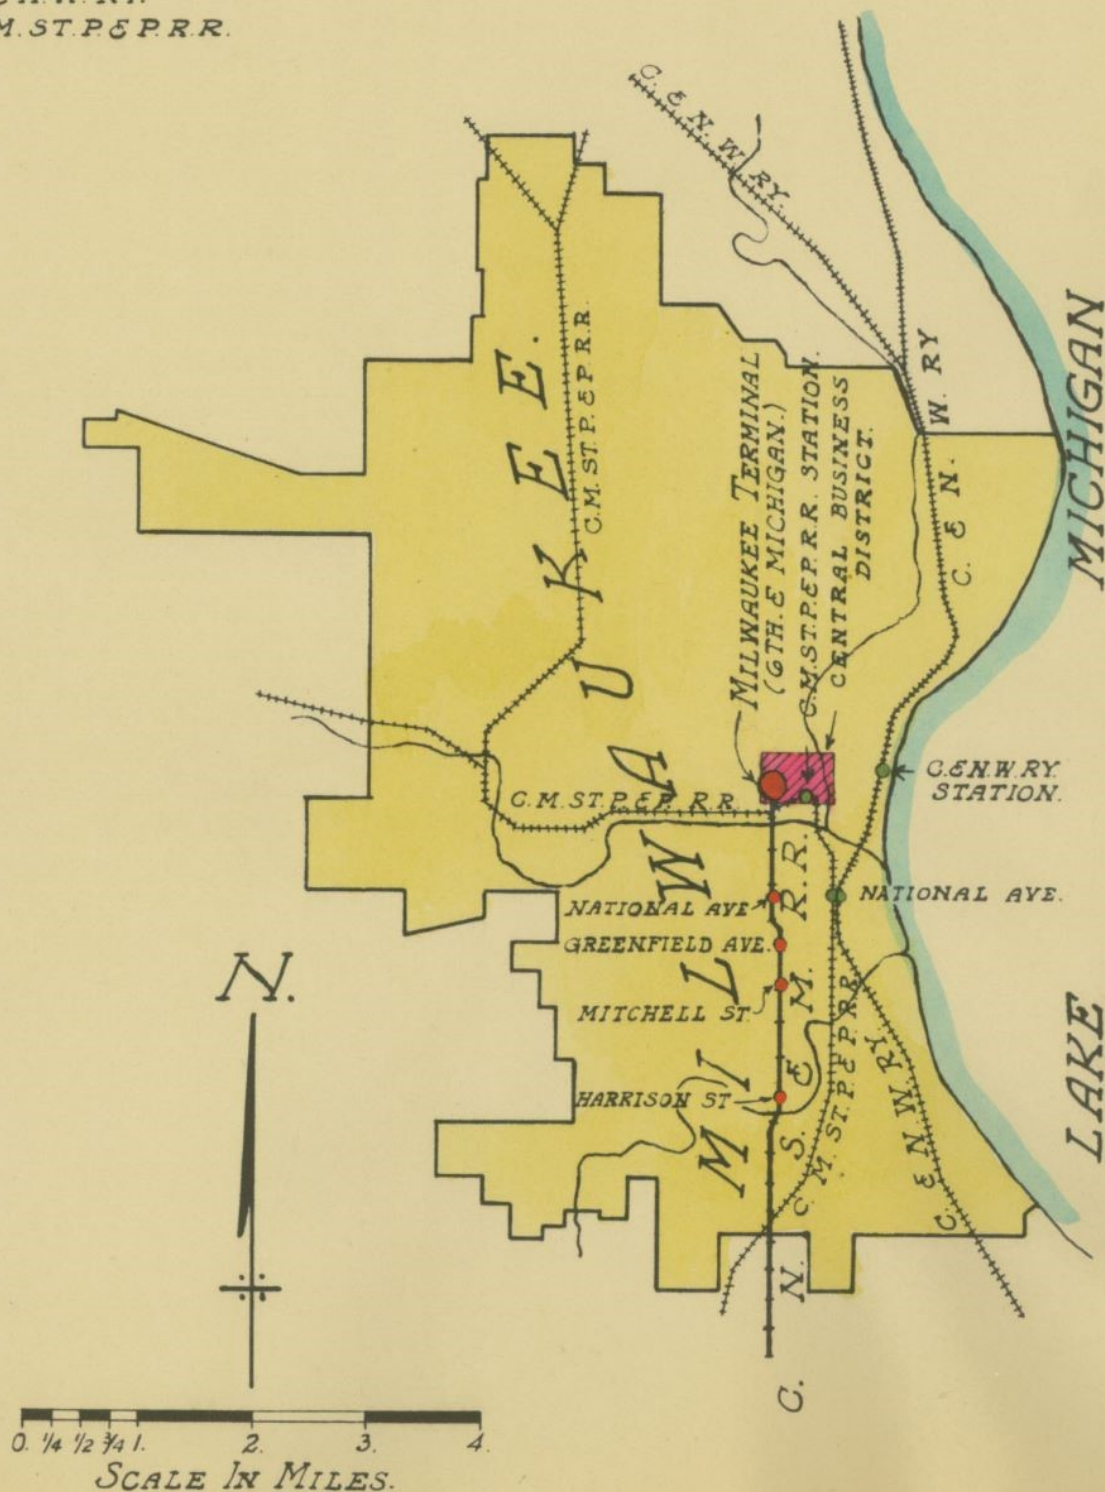 M. ST. P. & P. R. R.
C. & N. W. RY.
C.M. ST. P. & P. R. R.
MILWAUKEE.
MILWAUKEE TERMINAL
(6TH. & MICHIGAN.)
C.M.ST.P.& P.R.R. STATION.
CENTRAL BUSINESS
DISTRICT.
C. & N. W. RY
LAKE MICHIGAN
C.& N.W. RY.
STATION.
C.M. ST. P. & P. R. R.
NATIONAL AVE
NATIONAL AVE.
GREENFIELD AVE.
MITCHELL ST.
HARRISON ST
C. N. S. & M. R. R.
C. M. ST. P. & P. R. R.
C. & N. W. RY.
N.
0. 1/4 1/2 3/4 1. 2. 3. 4.
SCALE IN MILES.